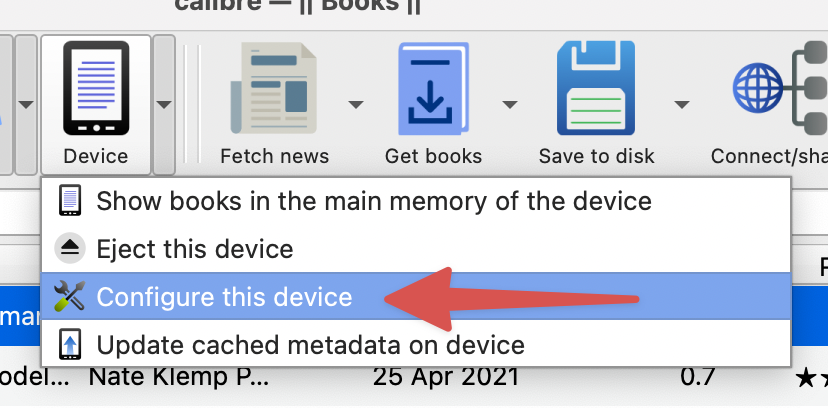 calibre — || Books ||
Device
Fetch news
Get books
Save to disk
Connect/sha
Show books in the main memory of the device
Eject this device
Configure this device
Update cached metadata on device
odel... Nate Klemp P... 25 Apr 2021 0.7 ★★